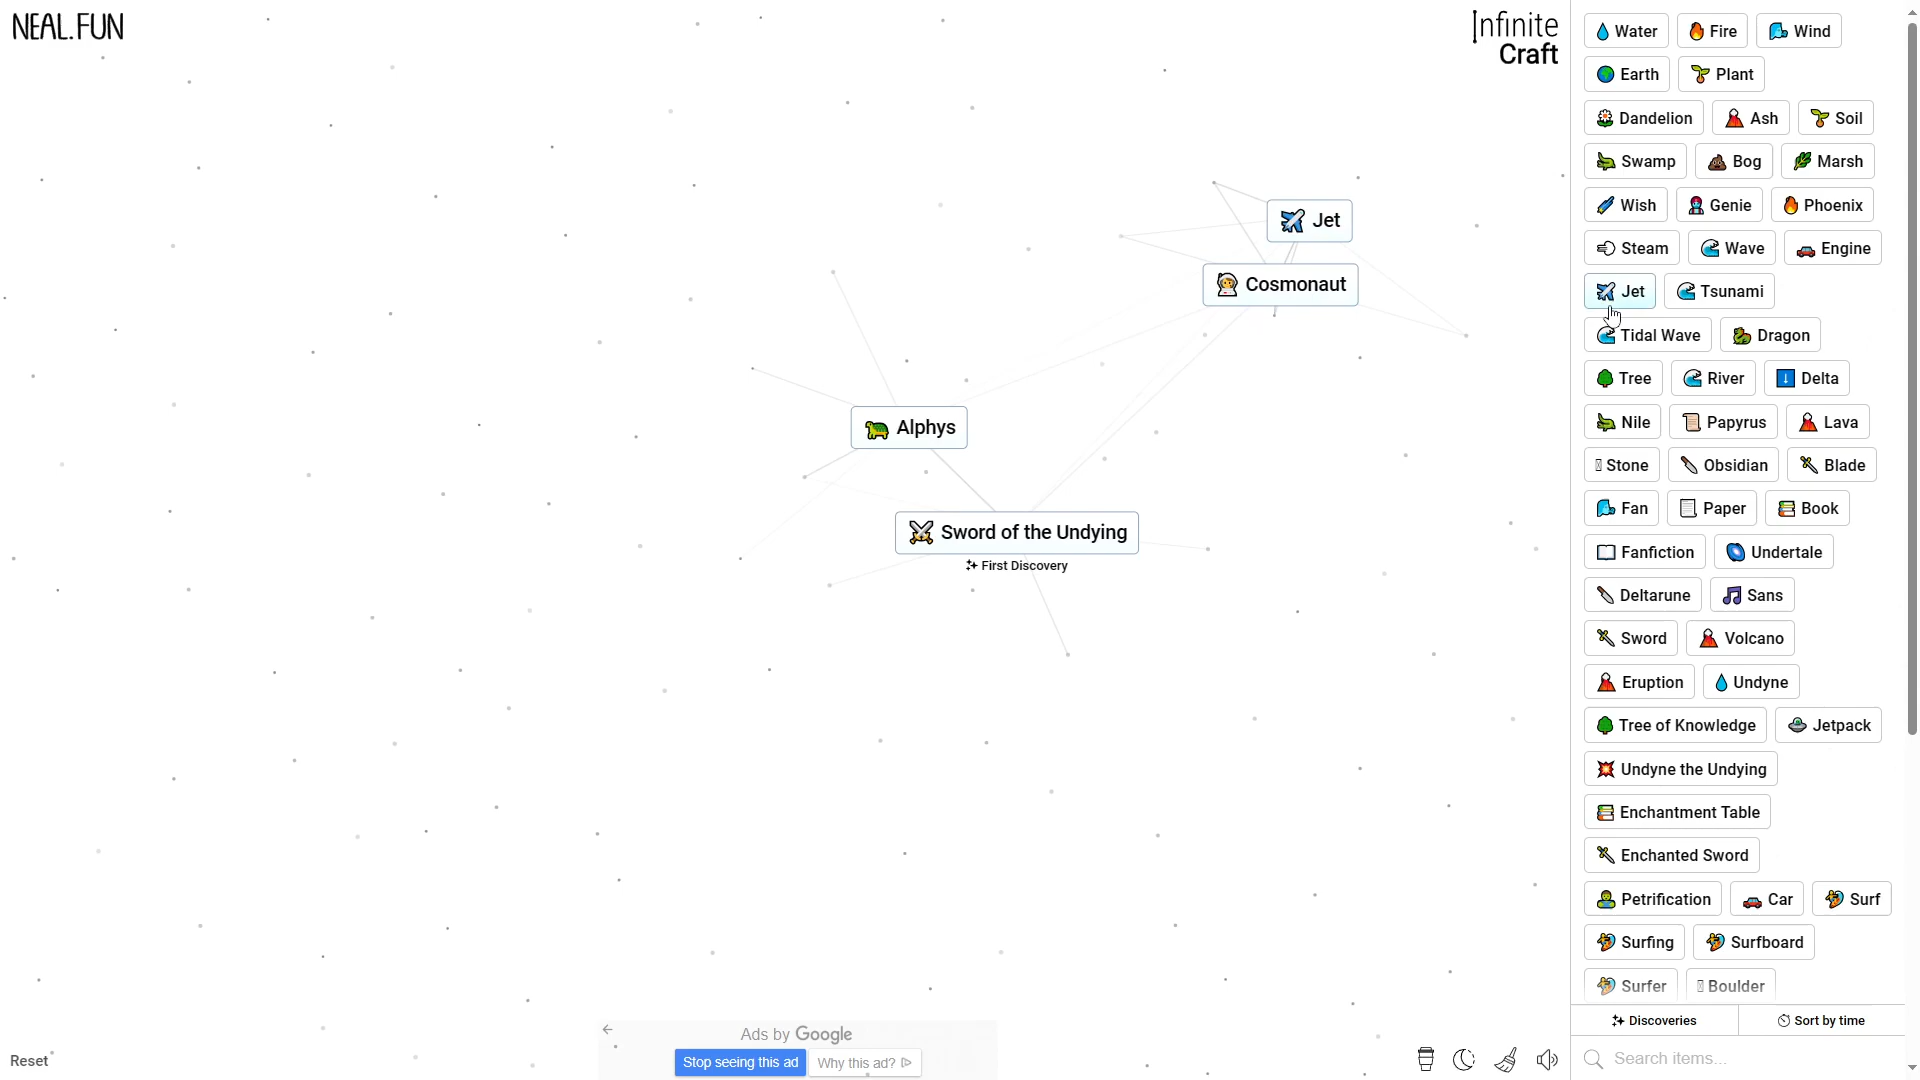 NEAL.FUN
Infinite
Craft
Jet
Cosmonaut
Alphys
Sword of the Undying
First Discovery
Water Fire Wind
Earth Plant
Dandelion Ash Soil
Swamp Bog Marsh
Wish Genie Phoenix
Steam Wave Engine
Jet Tsunami
Tidal Wave Dragon
Tree River Delta
Nile Papyrus Lava
Stone Obsidian Blade
Fan Paper Book
Fanfiction Undertale
Deltarune Sans
Sword Volcano
Eruption Undyne
Tree of Knowledge Jetpack
Undyne the Undying
Enchantment Table
Enchanted Sword
Petrification Car Surf
Surfing Surfboard
Surfer Boulder
Discoveries Sort by time
Search items...
Reset
Ads by Google
Stop seeing this ad Why this ad?